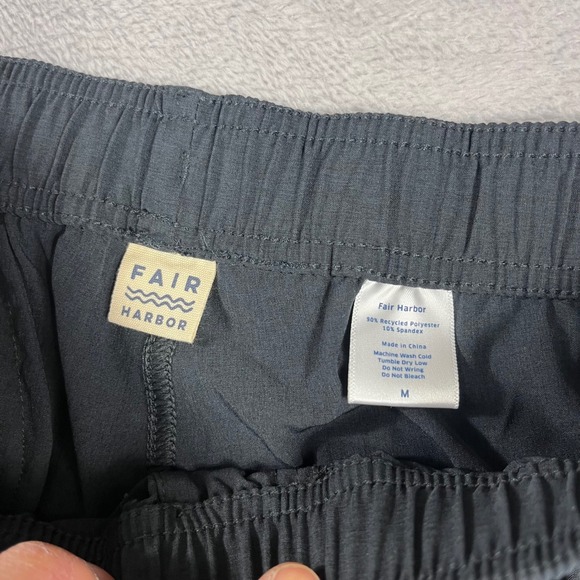 FAIR
HARBOR
Fair Harbor
90% Recycled Polyester
10% Spandex
Made in China
Machine Wash Cold
Tumble Dry Low
Do Not Wring
Do Not Bleach
M